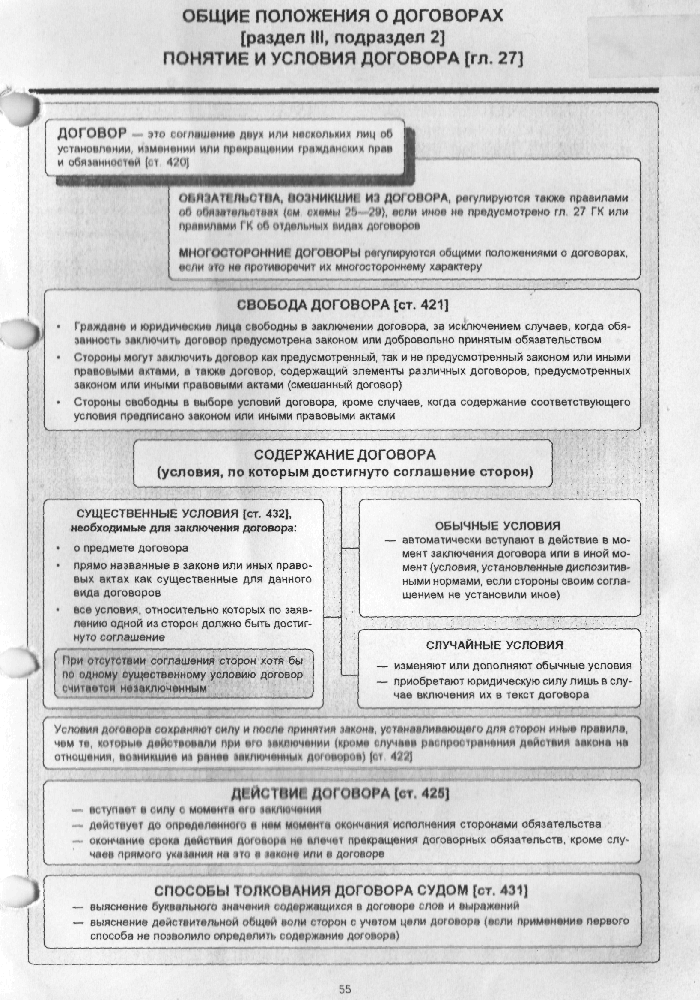 ОБЩИЕ ПОЛОЖЕНИЯ О ДОГОВОРАХ
[раздел III, подраздел 2]
ПОНЯТИЕ И УСЛОВИЯ ДОГОВОРА [гл. 27]
ДОГОВОР — это соглашение двух или нескольких лиц об
установлении, изменении или прекращении гражданских прав
и обязанностей [ст. 420]
ОБЯЗАТЕЛЬСТВА, ВОЗНИКШИЕ ИЗ ДОГОВОРА, регулируются также правилами
об обязательствах (см. схемы 25—29), если иное не предусмотрено гл. 27 ГК или
правилами ГК об отдельных видах договоров
МНОГОСТОРОННИЕ ДОГОВОРЫ регулируются общими положениями о договорах,
если это не противоречит их многостороннему характеру
СВОБОДА ДОГОВОРА [ст. 421]
• Граждане и юридические лица свободны в заключении договора, за исключением случаев, когда обя-
занность заключить договор предусмотрена законом или добровольно принятым обязательством
• Стороны могут заключить договор как предусмотренный, так и не предусмотренный законом или иными
правовыми актами, а также договор, содержащий элементы различных договоров, предусмотренных
законом или иными правовыми актами (смешанный договор)
• Стороны свободны в выборе условий договора, кроме случаев, когда содержание соответствующего
условия предписано законом или иными правовыми актами
СОДЕРЖАНИЕ ДОГОВОРА
(условия, по которым достигнуто соглашение сторон)
СУЩЕСТВЕННЫЕ УСЛОВИЯ [ст. 432],
необходимые для заключения договора:
• о предмете договора
• прямо названные в законе или иных право-
вых актах как существенные для данного
вида договоров
• все условия, относительно которых по заяв-
лению одной из сторон должно быть достиг-
нуто соглашение
При отсутствии соглашения сторон хотя бы
по одному существенному условию договор
считается незаключенным
ОБЫЧНЫЕ УСЛОВИЯ
— автоматически вступают в действие в мо-
мент заключения договора или в иной мо-
мент (условия, установленные диспозитив-
ными нормами, если стороны своим согла-
шением не установили иное)
СЛУЧАЙНЫЕ УСЛОВИЯ
— изменяют или дополняют обычные условия
— приобретают юридическую силу лишь в слу-
чае включения их в текст договора
Условия договора сохраняют силу и после принятия закона, устанавливающего для сторон иные правила,
чем те, которые действовали при его заключении (кроме случаев распространения действия закона на
отношения, возникшие из ранее заключенных договоров) [ст. 422]
ДЕЙСТВИЕ ДОГОВОРА [ст. 425]
— вступает в силу с момента его заключения
— действует до определенного в нем момента окончания исполнения сторонами обязательства
— окончание срока действия договора не влечет прекращения договорных обязательств, кроме слу-
чаев прямого указания на это в законе или в договоре
СПОСОБЫ ТОЛКОВАНИЯ ДОГОВОРА СУДОМ [ст. 431]
— выяснение буквального значения содержащихся в договоре слов и выражений
— выяснение действительной общей воли сторон с учетом цели договора (если применение первого
способа не позволило определить содержание договора)
55